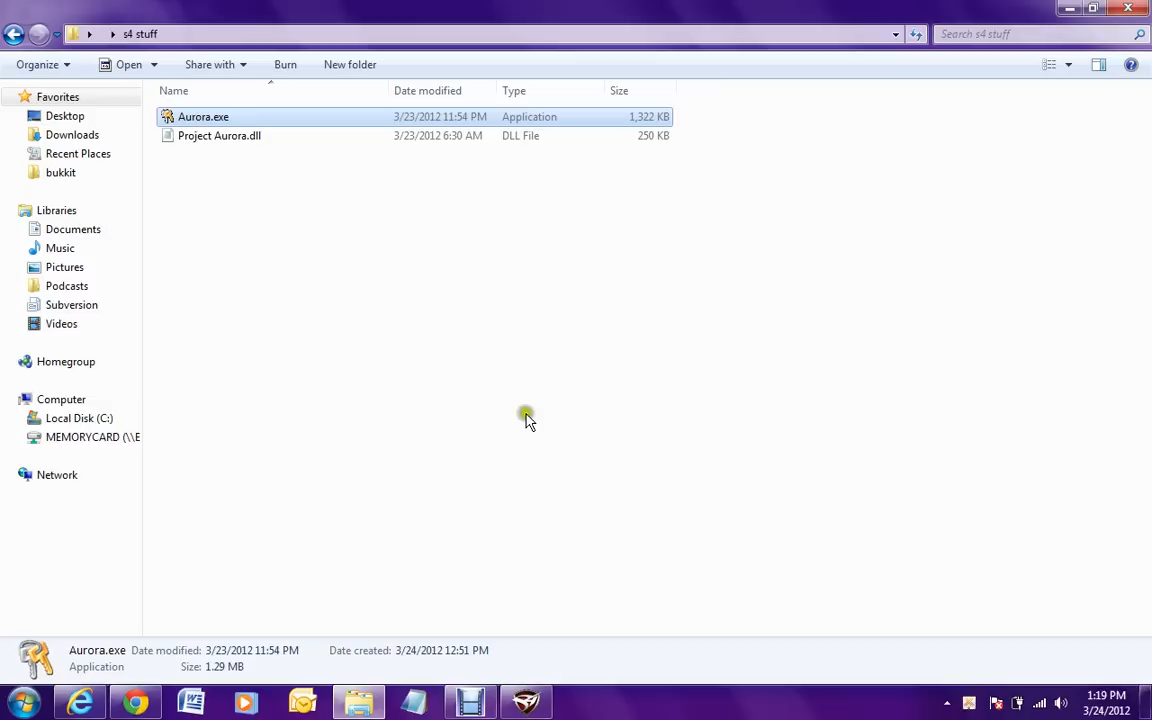 s4 stuff
Search s4 stuff
Organize
Open
Share with
Burn
New folder
Name
Date modified
Type
Size
Favorites
Desktop
Downloads
Recent Places
bukkit
Libraries
Documents
Music
Pictures
Podcasts
Subversion
Videos
Homegroup
Computer
Local Disk (C:)
MEMORYCARD (\\E
Network
Aurora.exe 3/23/2012 11:54 PM Application 1,322 KB
Project Aurora.dll 3/23/2012 6:30 AM DLL File 250 KB
Aurora.exe Date modified: 3/23/2012 11:54 PM Date created: 3/24/2012 12:51 PM
Application Size: 1.29 MB
1:19 PM
3/24/2012